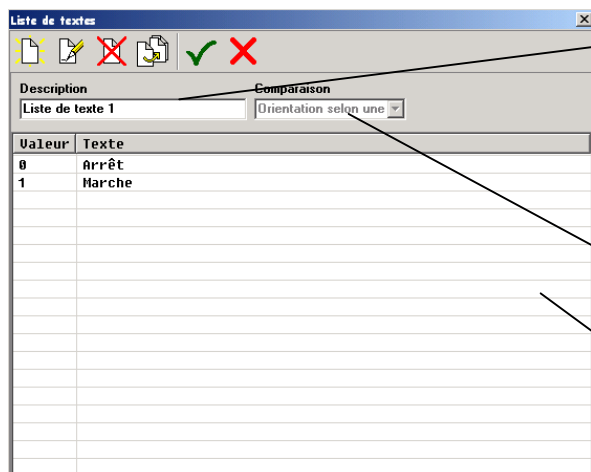 Liste de textes
Description Comparaison
Liste de texte 1 Orientation selon une
Valeur Texte
0 Arrêt
1 Marche